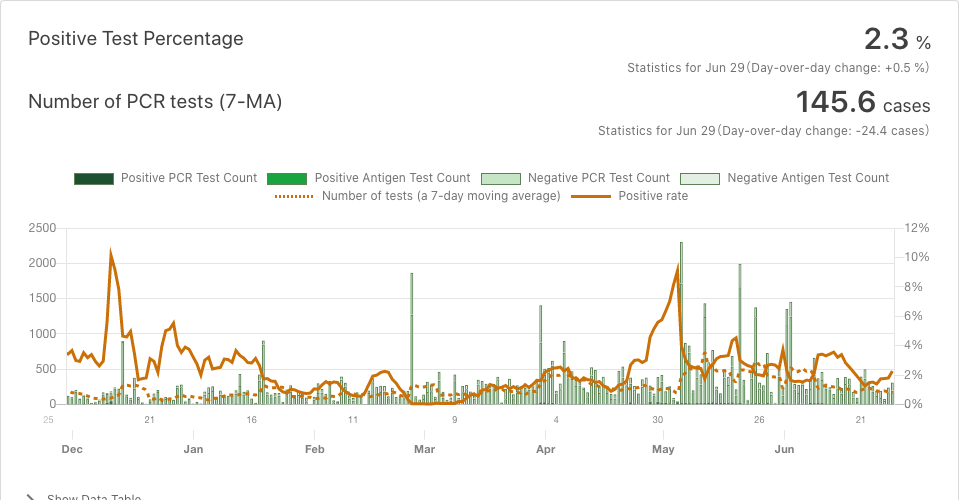 Positive Test Percentage
2.3 %
Statistics for Jun 29(Day-over-day change: +0.5 %)
Number of PCR tests (7-MA)
145.6 cases
Statistics for Jun 29(Day-over-day change: -24.4 cases)
Positive PCR Test Count Positive Antigen Test Count Negative PCR Test Count Negative Antigen Test Count
Number of tests (a 7-day moving average) Positive rate
2500 12%
2000 10%
8%
1500
6%
1000
4%
500
2%
0 0%
25 21 16 11 9 4 30 26 21
Dec Jan Feb Mar Apr May Jun
Show Data Table